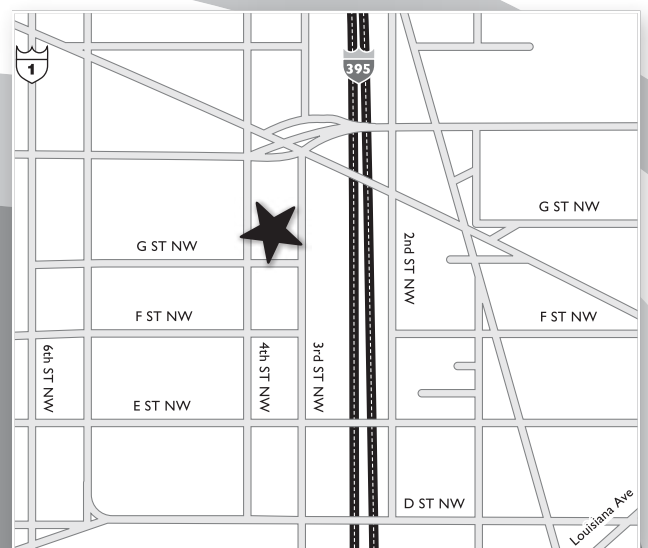 1
395
G ST NW
2nd ST NW
G ST NW
F ST NW
F ST NW
6th ST NW
4th ST NW
3rd ST NW
E ST NW
D ST NW
Louisiana Ave